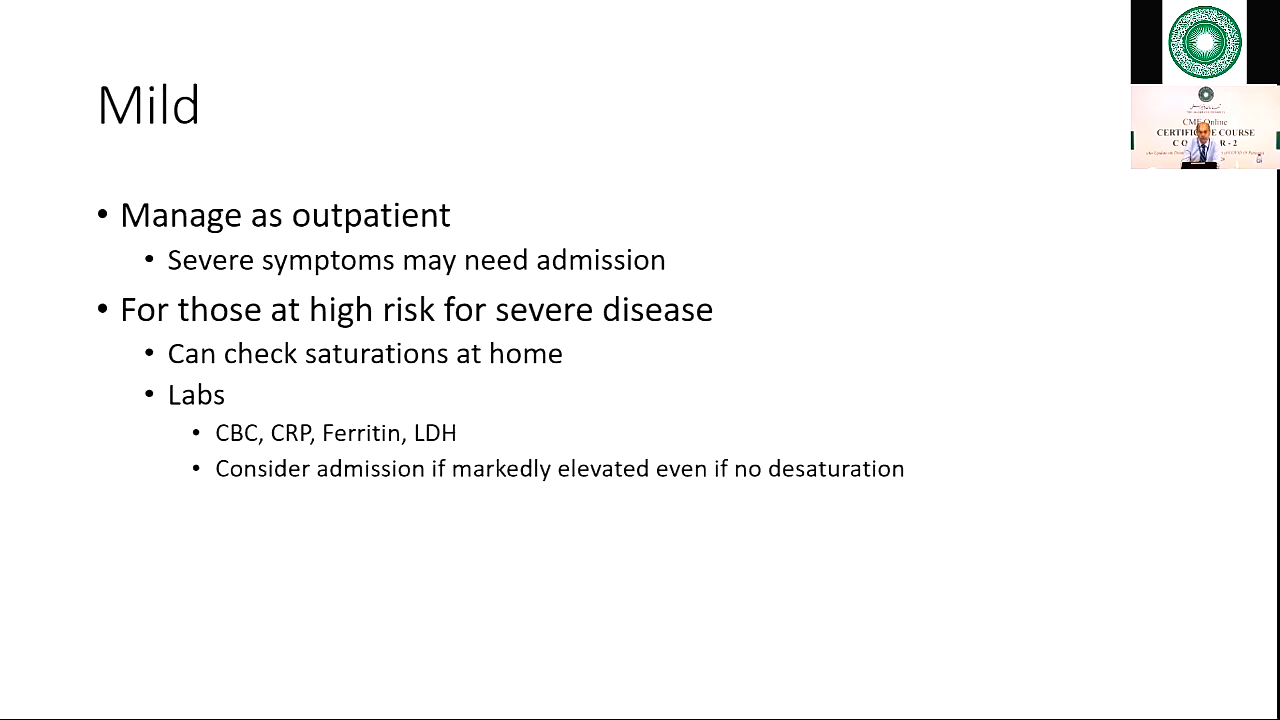 Mild
• Manage as outpatient
• Severe symptoms may need admission
• For those at high risk for severe disease
• Can check saturations at home
• Labs
• CBC, CRP, Ferritin, LDH
• Consider admission if markedly elevated even if no desaturation
CME Online
COURSE